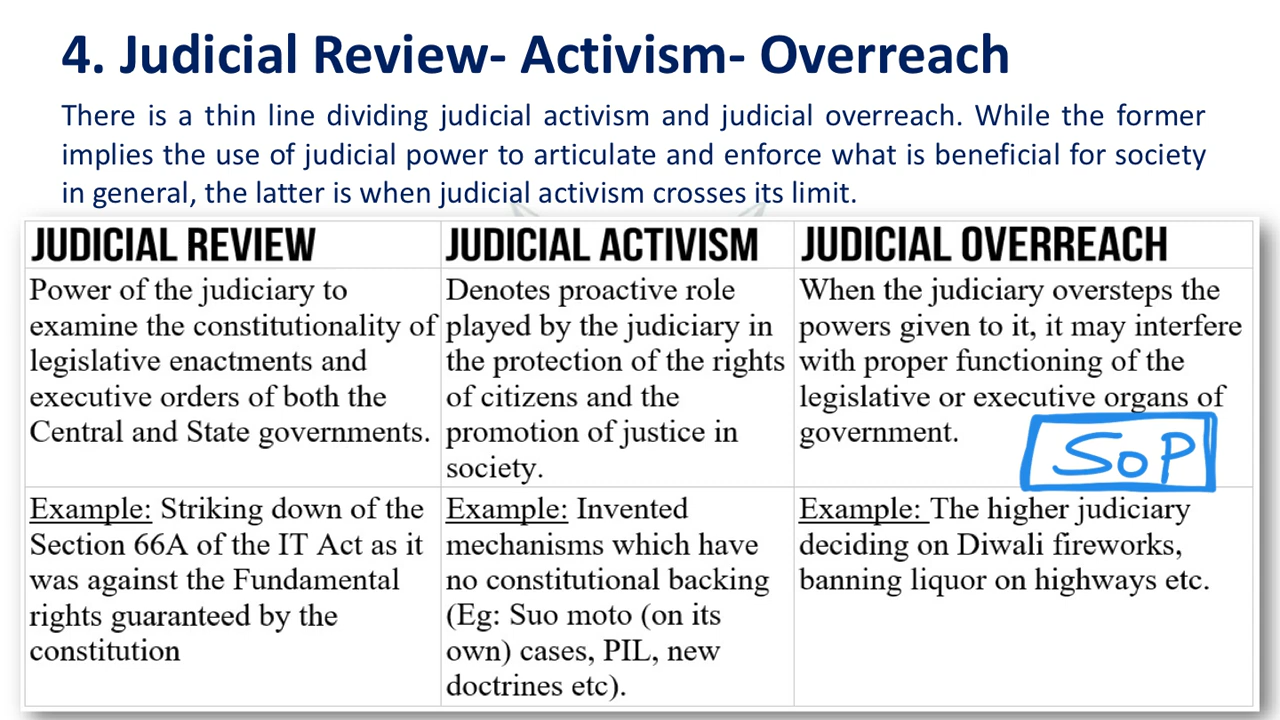 4. Judicial Review- Activism- Overreach
There is a thin line dividing judicial activism and judicial overreach. While the former
implies the use of judicial power to articulate and enforce what is beneficial for society
in general, the latter is when judicial activism crosses its limit.
JUDICIAL REVIEW
Power of the judiciary to
examine the constitutionality of
legislative enactments and
executive orders of both the
Central and State governments.
Example: Striking down of the
Section 66A of the IT Act as it
was against the Fundamental
rights guaranteed by the
constitution
JUDICIAL ACTIVISM
Denotes proactive role
played by the judiciary in
the protection of the rights
of citizens and the
promotion of justice in
society.
Example: Invented
mechanisms which have
no constitutional backing
(Eg: Suo moto (on its
own) cases, PIL, new
doctrines etc).
JUDICIAL OVERREACH
When the judiciary oversteps the
powers given to it, it may interfere
with proper functioning of the
legislative or executive organs of
government.
SoP
Example: The higher judiciary
deciding on Diwali fireworks,
banning liquor on highways etc.